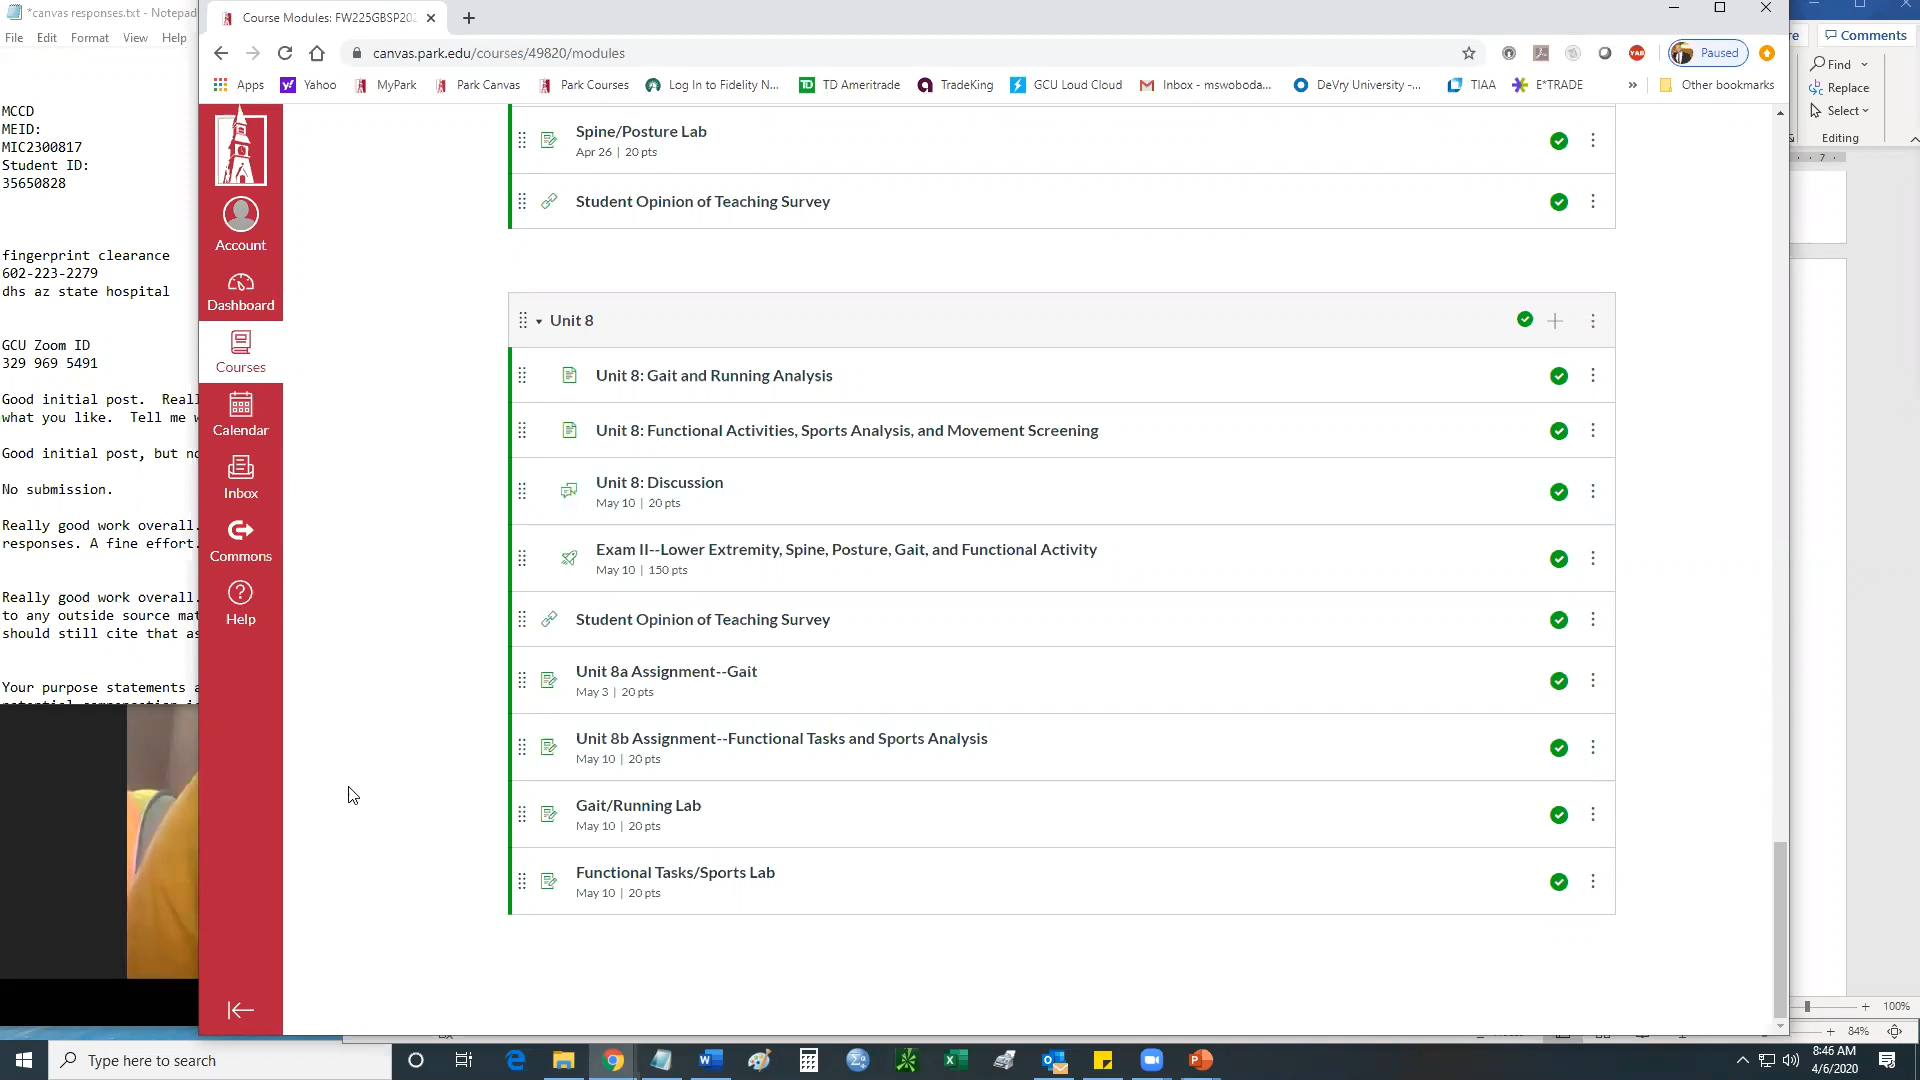 *canvas responses.txt - Notepad
File Edit Format View Help
MCCD
MEID:
MIC2300817
Student ID:
35650828
fingerprint clearance
602-223-2279
dhs az state hospital
GCU Zoom ID
329 969 5491
Good initial post.
what you like. Tell me
Good initial post, but
No submission.
Really good work overall.
responses. A fine effort.
Really good work overall.
to any outside source
should still cite that
Your purpose statements
Course Modules: FW225GBSP202
canvas.park.edu/courses/49820/modules
Paused
Apps Yahoo MyPark Park Canvas Park Courses Log In to Fidelity N... TD Ameritrade TradeKing GCU Loud Cloud Inbox - mswoboda... DeVry University -... TIAA E*TRADE » Other bookmarks
Account
Dashboard
Courses
Calendar
Inbox
Commons
Help
Spine/Posture Lab
Apr 26 | 20 pts
Student Opinion of Teaching Survey
Unit 8
Unit 8: Gait and Running Analysis
Unit 8: Functional Activities, Sports Analysis, and Movement Screening
Unit 8: Discussion
May 10 | 20 pts
Exam II--Lower Extremity, Spine, Posture, Gait, and Functional Activity
May 10 | 150 pts
Student Opinion of Teaching Survey
Unit 8a Assignment--Gait
May 3 | 20 pts
Unit 8b Assignment--Functional Tasks and Sports Analysis
May 10 | 20 pts
Gait/Running Lab
May 10 | 20 pts
Functional Tasks/Sports Lab
May 10 | 20 pts
Comments
Find
Replace
Select
Editing
7
100%
84%
Type here to search
8:46 AM
4/6/2020